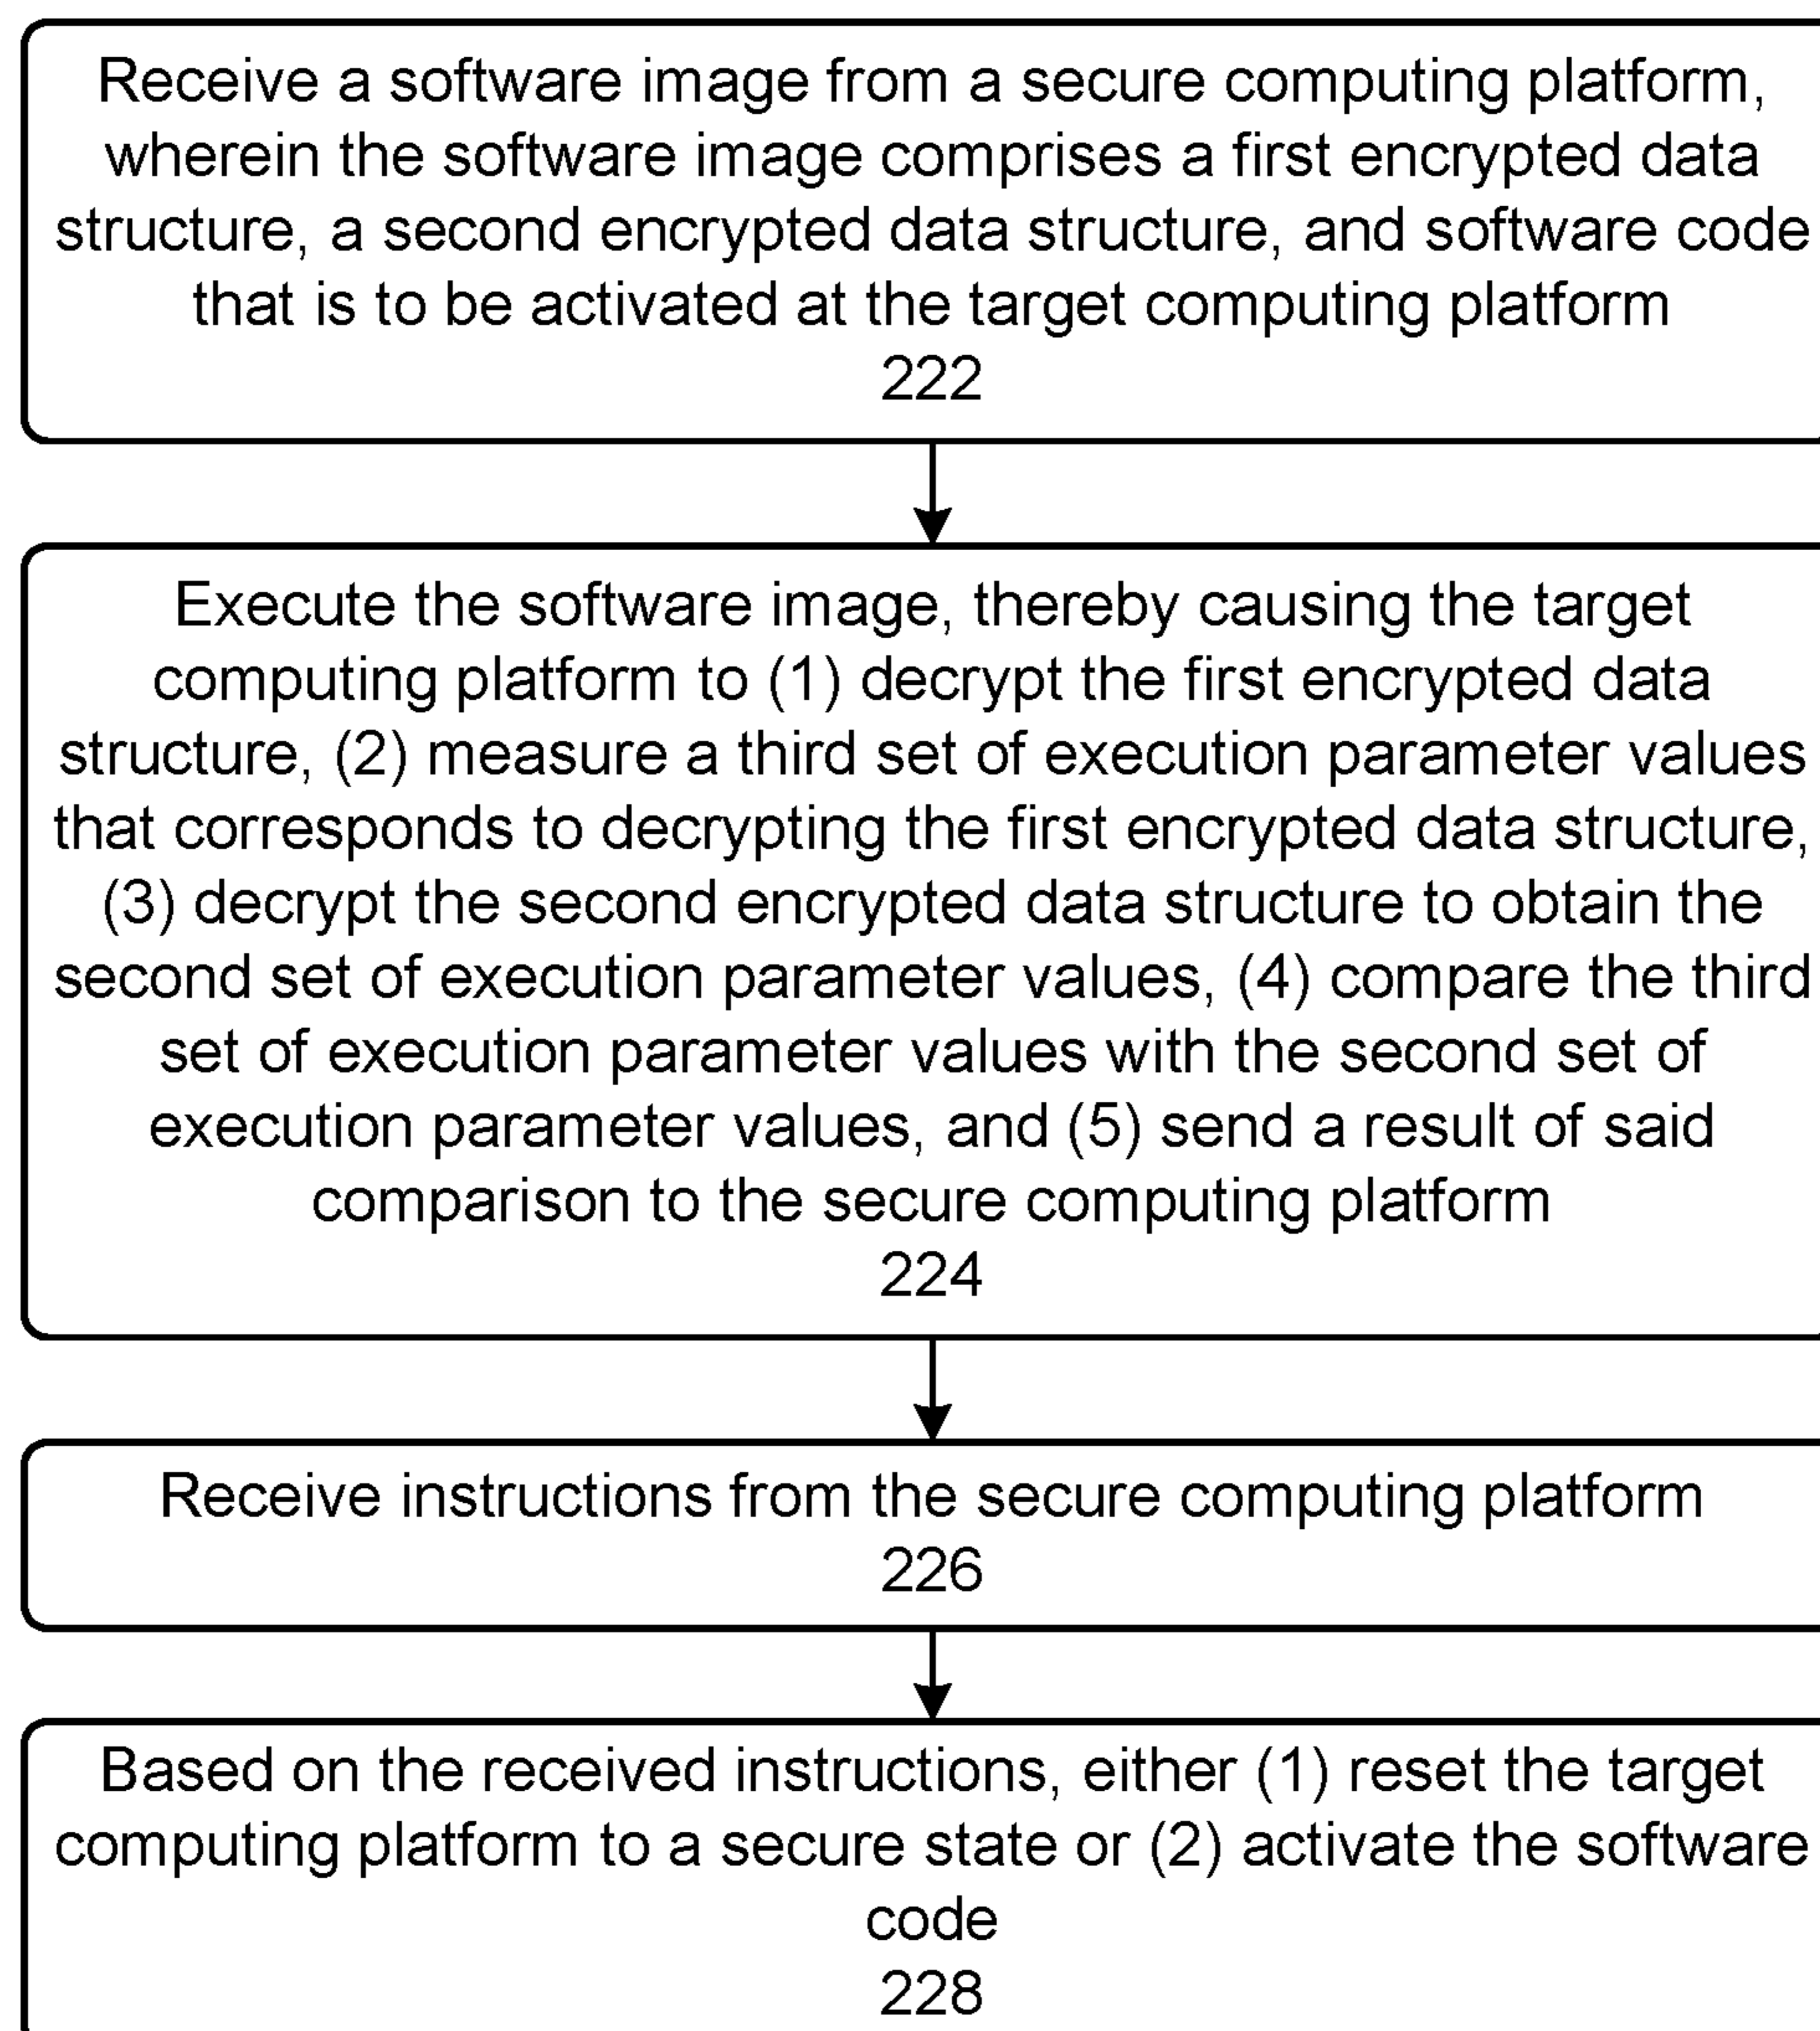 Receive a software image from a secure computing platform,
wherein the software image comprises a first encrypted data
structure, a second encrypted data structure, and software code
that is to be activated at the target computing platform
222
Execute the software image, thereby causing the target
computing platform to (1) decrypt the first encrypted data
structure, (2) measure a third set of execution parameter values
that corresponds to decrypting the first encrypted data structure,
(3) decrypt the second encrypted data structure to obtain the
second set of execution parameter values, (4) compare the third
set of execution parameter values with the second set of
execution parameter values, and (5) send a result of said
comparison to the secure computing platform
224
Receive instructions from the secure computing platform
226
Based on the received instructions, either (1) reset the target
computing platform to a secure state or (2) activate the software
code
228